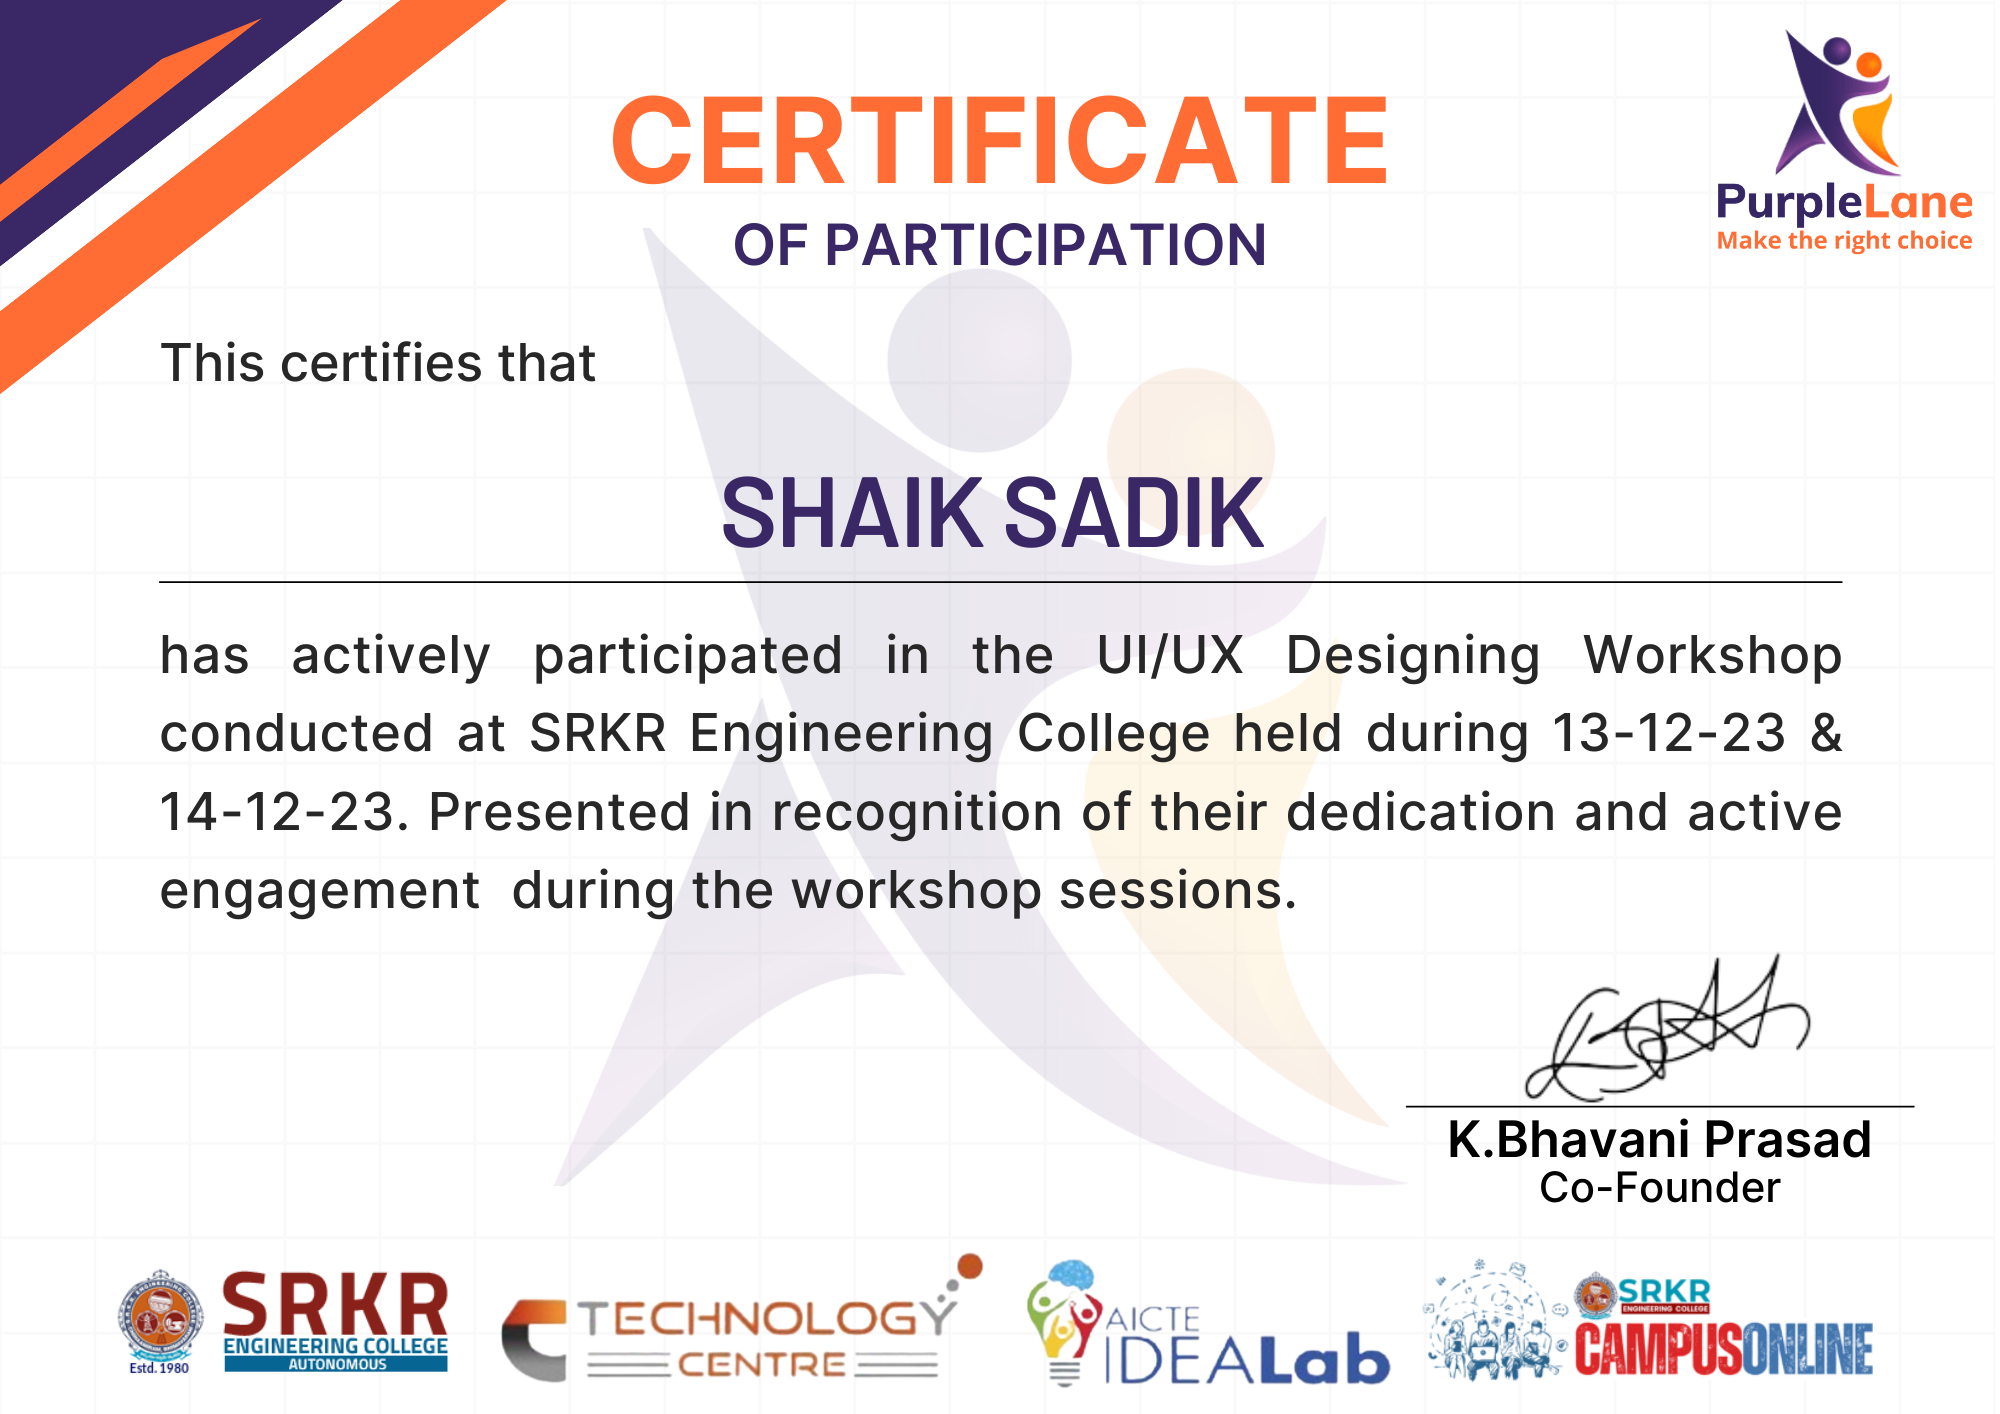 CERTIFICATE
OF PARTICIPATION
PurpleLane
Make the right choice
This certifies that
SHAIK SADIK
has actively participated in the UI/UX Designing Workshop
conducted at SRKR Engineering College held during 13-12-23 &
14-12-23. Presented in recognition of their dedication and active
engagement during the workshop sessions.
K.Bhavani Prasad
Co-Founder
Estd. 1980
SRKR
ENGINEERING COLLEGE
AUTONOMOUS
TECHNOLOGY
CENTRE
AICTE
IDEALab
SRKR
ENGINEERING COLLEGE
CAMPUSONLINE